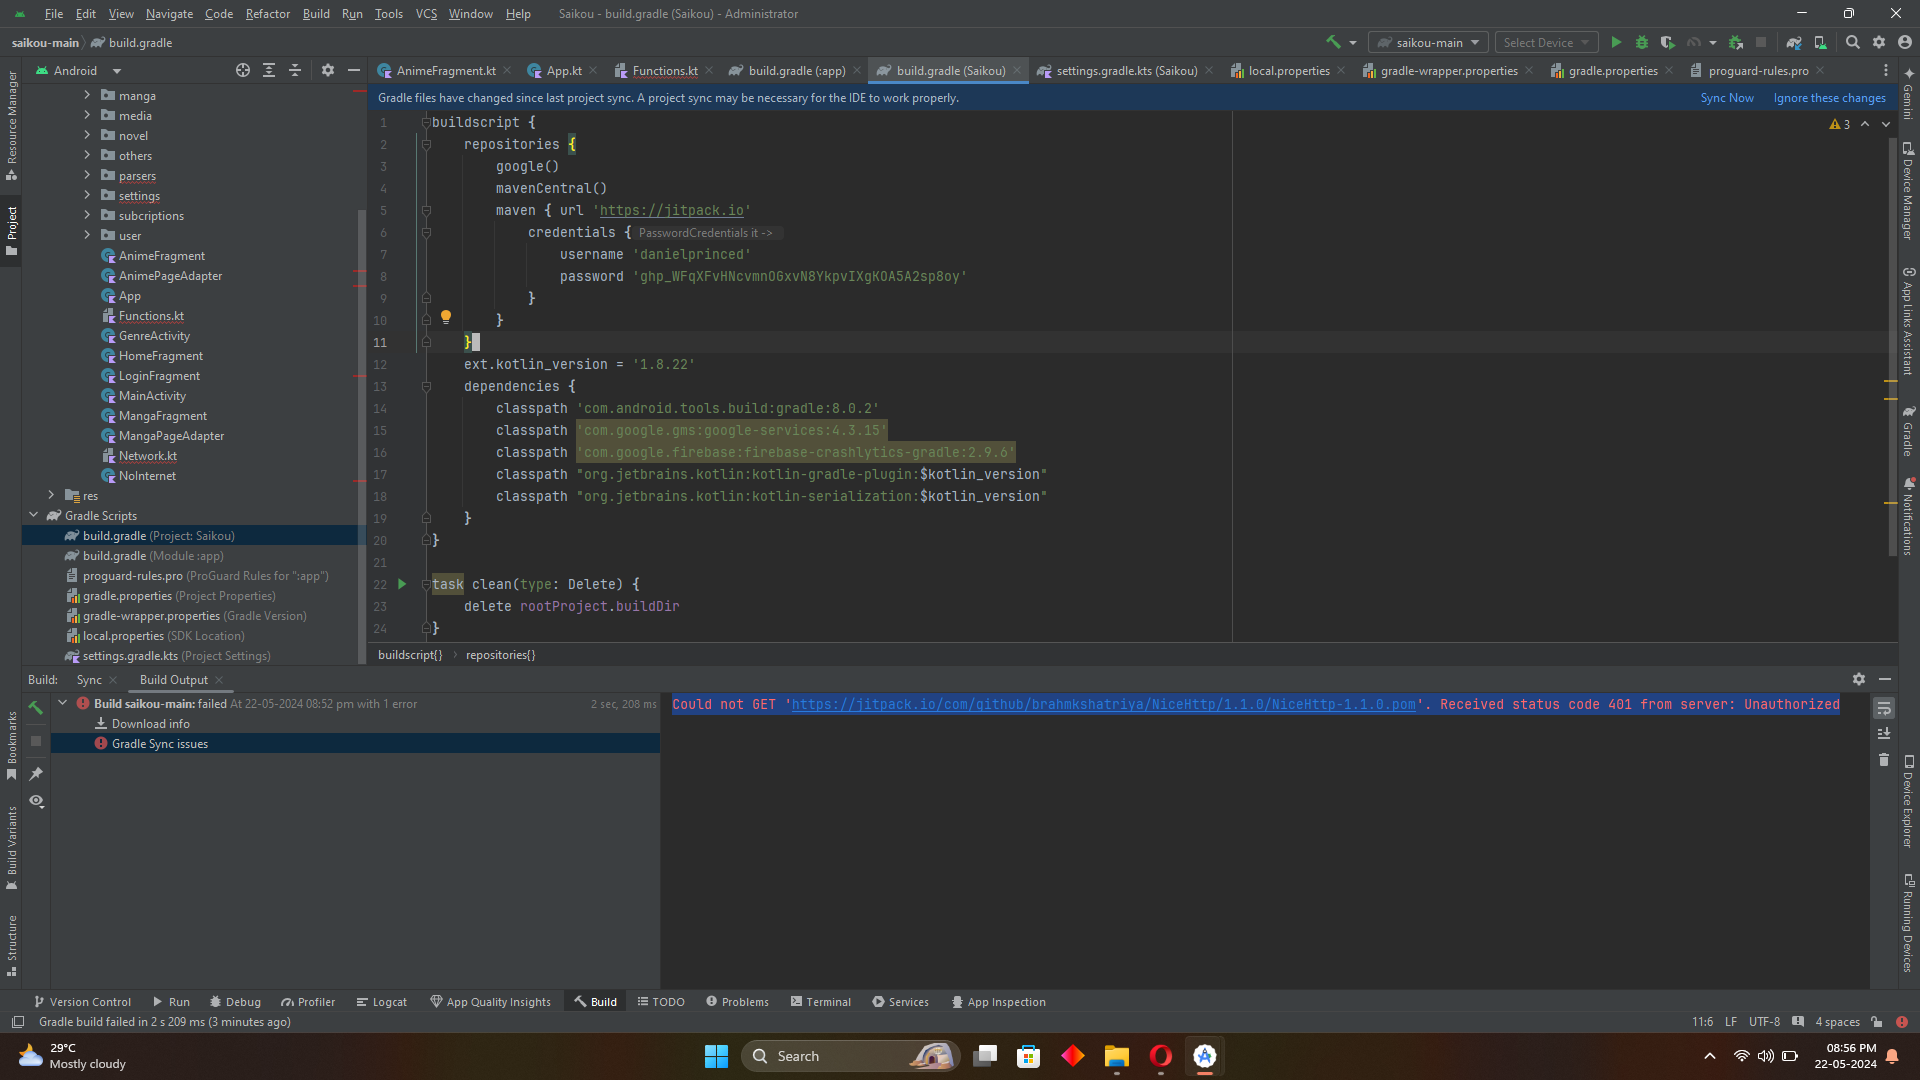 File Edit View Navigate Code Refactor Build Run Tools VCS Window Help Saikou - build.gradle (Saikou) - Administrator
saikou-main build.gradle
saikou-main Select Device
Android
AnimeFragment.kt App.kt Functions.kt build.gradle (:app) build.gradle (Saikou) settings.gradle.kts (Saikou) local.properties gradle-wrapper.properties gradle.properties proguard-rules.pro
Gradle files have changed since last project sync. A project sync may be necessary for the IDE to work properly. Sync Now Ignore these changes
Resource Manager
Project
Bookmarks
Build Variants
Structure
manga
media
novel
others
parsers
settings
subcriptions
user
AnimeFragment
AnimePageAdapter
App
Functions.kt
GenreActivity
HomeFragment
LoginFragment
MainActivity
MangaFragment
MangaPageAdapter
Network.kt
NoInternet
res
Gradle Scripts
build.gradle (Project: Saikou)
build.gradle (Module :app)
proguard-rules.pro (ProGuard Rules for ":app")
gradle.properties (Project Properties)
gradle-wrapper.properties (Gradle Version)
local.properties (SDK Location)
settings.gradle.kts (Project Settings)
3
1 buildscript {
2 repositories {
3 google()
4 mavenCentral()
5 maven { url 'https://jitpack.io'
6 credentials { PasswordCredentials it ->
7 username 'danielprinced'
8 password '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'
9 }
10 }
11 }
12 ext.kotlin_version = '1.8.22'
13 dependencies {
14 classpath 'com.android.tools.build:gradle:8.0.2'
15 classpath 'com.google.gms:google-services:4.3.15'
16 classpath 'com.google.firebase:firebase-crashlytics-gradle:2.9.6'
17 classpath "org.jetbrains.kotlin:kotlin-gradle-plugin:$kotlin_version"
18 classpath "org.jetbrains.kotlin:kotlin-serialization:$kotlin_version"
19 }
20 }
21
22 task clean(type: Delete) {
23 delete rootProject.buildDir
24 }
buildscript{} repositories{}
Gemini
Device Manager
App Links Assistant
Gradle
Notifications
Device Explorer
Running Devices
Build: Sync Build Output
Build saikou-main: failed At 22-05-2024 08:52 pm with 1 error 2 sec, 208 ms
Download info
Gradle Sync issues
Could not GET 'https://jitpack.io/com/github/brahmkshatriya/NiceHttp/1.1.0/NiceHttp-1.1.0.pom'. Received status code 401 from server: Unauthorized
Version Control Run Debug Profiler Logcat App Quality Insights Build TODO Problems Terminal Services App Inspection
Gradle build failed in 2 s 209 ms (3 minutes ago) 11:6 LF UTF-8 4 spaces
29°C
Mostly cloudy
Search
08:56 PM
22-05-2024